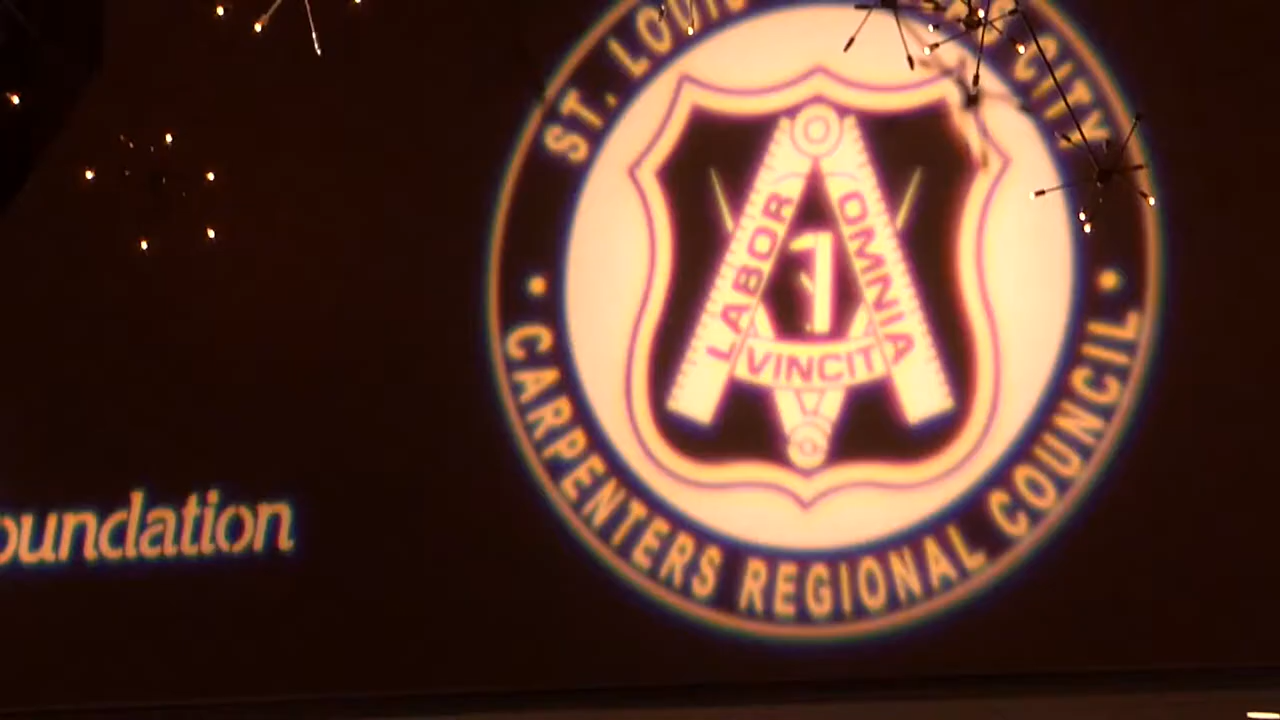 ST. LOUIS
CITY
LABOR
OMNIA
VINCIT
CARPENTERS REGIONAL COUNCIL
oundation